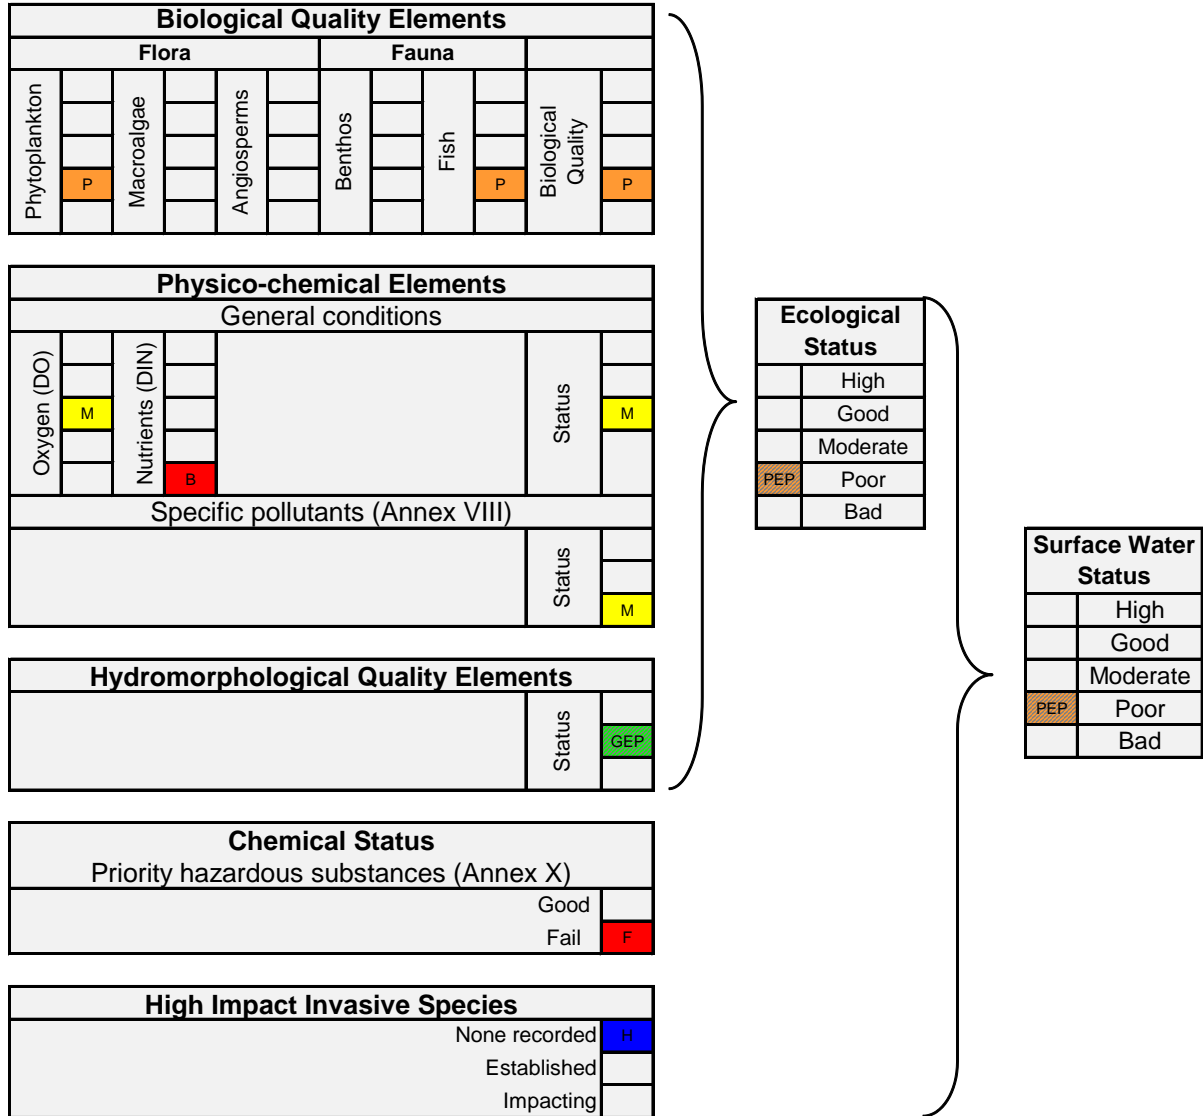 Biological Quality Elements
Flora
Fauna
Phytoplankton
P
Macroalgae
Angiosperms
Benthos
Fish
P
Biological
Quality
P
Physico-chemical Elements
General conditions
Oxygen (DO)
M
Nutrients (DIN)
B
Status
M
Specific pollutants (Annex VIII)
Status
M
Hydromorphological Quality Elements
Status
GEP
Chemical Status
Priority hazardous substances (Annex X)
Good
Fail F
High Impact Invasive Species
None recorded H
Established
Impacting
Ecological
Status
High
Good
Moderate
PEP Poor
Bad
Surface Water
Status
High
Good
Moderate
PEP Poor
Bad